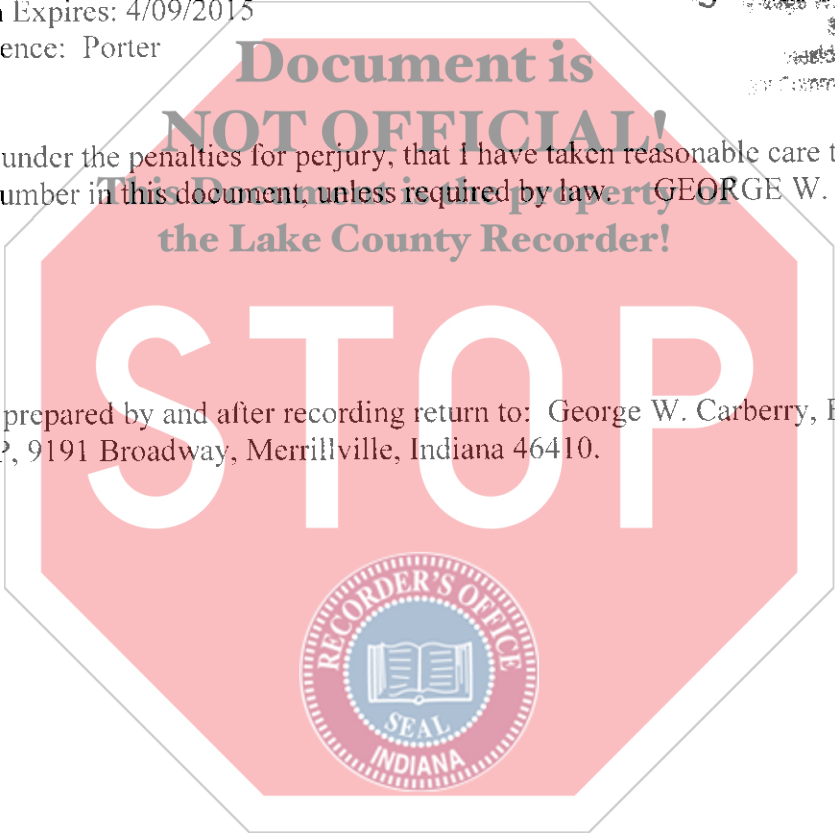 Expires: 4/09/2015
ence: Porter
Document is
NOT OFFICIAL!
under the penalties for perjury, that I have taken reasonable care t
umber in this document, unless required by law. GEORGE W.
This Document is the property of
the Lake County Recorder!
STOP
prepared by and after recording return to: George W. Carberry, B
P, 9191 Broadway, Merrillville, Indiana 46410.
RECORDER'S OFFICE
SEAL
INDIANA